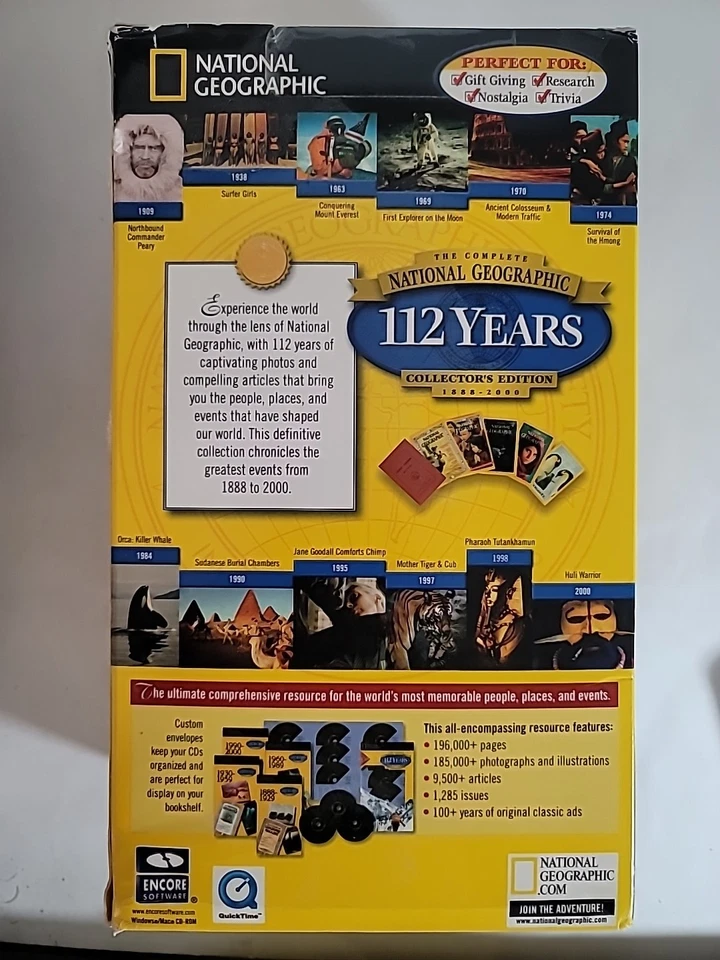 NATIONAL
GEOGRAPHIC
PERFECT FOR:
Gift Giving Research
Nostalgia Trivia
1909
Northbound
Commander
Peary
1938
Surfer Girls
1963
Conquering
Mount Everest
1969
First Explorer on the Moon
1970
Ancient Colosseum &
Modern Traffic
1974
Survival of
the Hmong
THE COMPLETE
NATIONAL GEOGRAPHIC
112 YEARS
COLLECTOR'S EDITION
1888-2000
Experience the world
through the lens of National
Geographic, with 112 years of
captivating photos and
compelling articles that bring
you the people, places, and
events that have shaped
our world. This definitive
collection chronicles the
greatest events from
1888 to 2000.
Orca: Killer Whale
1984
Sudanese Burial Chambers
1990
Jane Goodall Comforts Chimp
1995
Mother Tiger & Cub
1997
Pharaoh Tutankhamun
1998
Huli Warrior
2000
The ultimate comprehensive resource for the world's most memorable people, places, and events.
Custom
envelopes
keep your CDs
organized and
are perfect for
display on your
bookshelf.
112 YEARS
This all-encompassing resource features:
• 196,000+ pages
• 185,000+ photographs and illustrations
• 9,500+ articles
• 1,285 issues
• 100+ years of original classic ads
ENCORE
SOFTWARE
www.encoresoftware.com
Windows/Macs CD-ROM
QuickTime™
NATIONAL
GEOGRAPHIC
.COM
JOIN THE ADVENTURE!
www.nationalgeographic.com